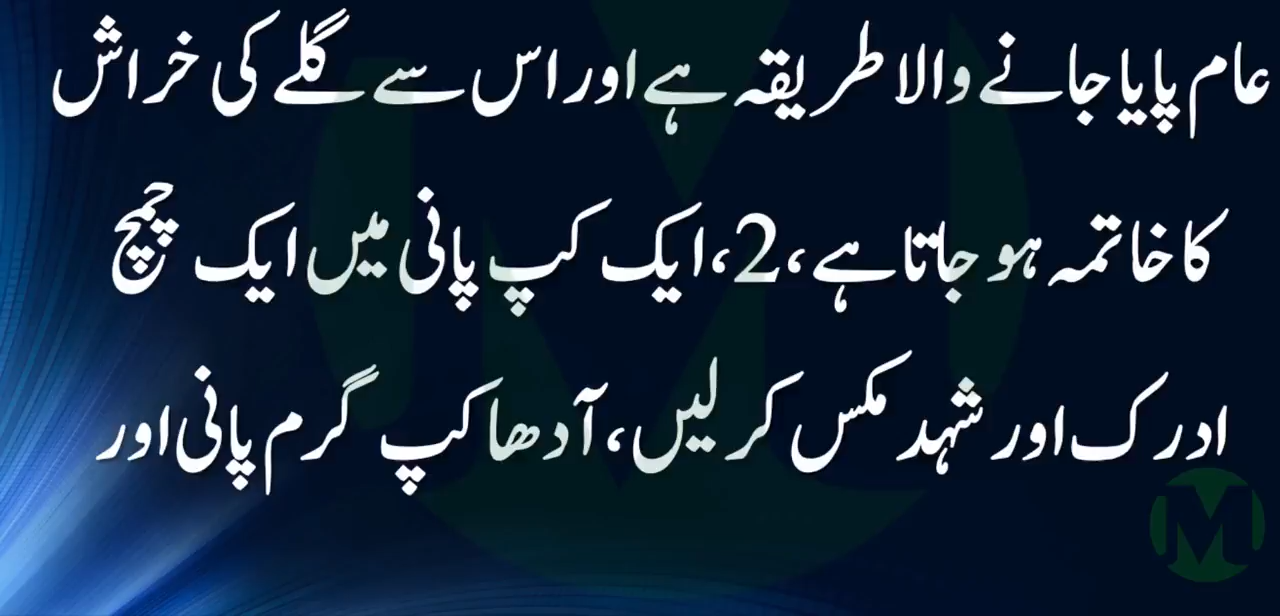 عام پایا جانے والا طریقہ ہے اور اس سے گلے کی خراش
کا خاتمہ ہو جاتا ہے، 2، ایک کپ پانی میں ایک چمچ
ادرک اور شہد مکس کر لیں، آدھا کپ گرم پانی اور
M